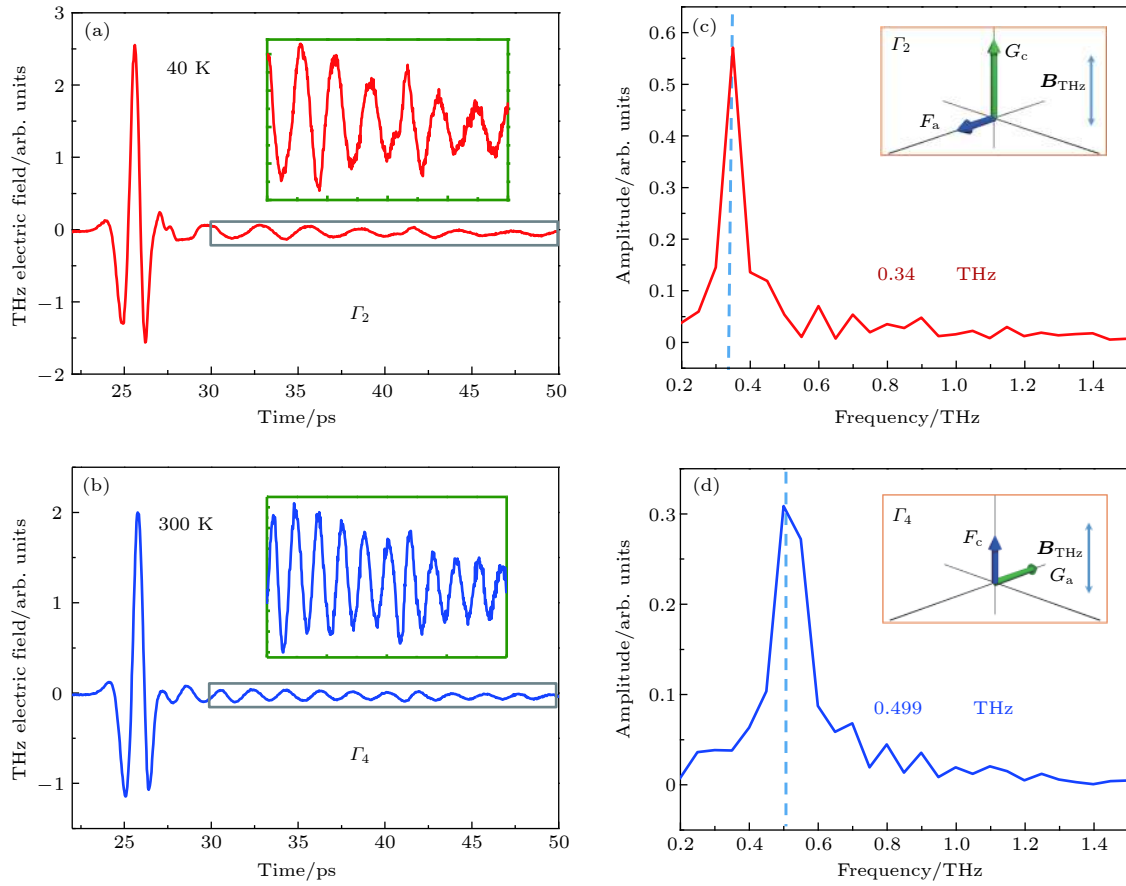 (a)
40 K
Γ2
THz electric field/arb. units
3
2
1
0
−1
−2
25
30
35
40
45
50
Time/ps
(c)
Γ2
Gc
Fa
BTHz
0.34 THz
Amplitude/arb. units
0.6
0.5
0.4
0.3
0.2
0.1
0
0.2
0.4
0.6
0.8
1.0
1.2
1.4
Frequency/THz
(b)
300 K
Γ4
THz electric field/arb. units
2
1
0
−1
25
30
35
40
45
50
Time/ps
(d)
Γ4
Fc
BTHz
Ga
0.499 THz
Amplitude/arb. units
0.3
0.2
0.1
0
0.2
0.4
0.6
0.8
1.0
1.2
1.4
Frequency/THz